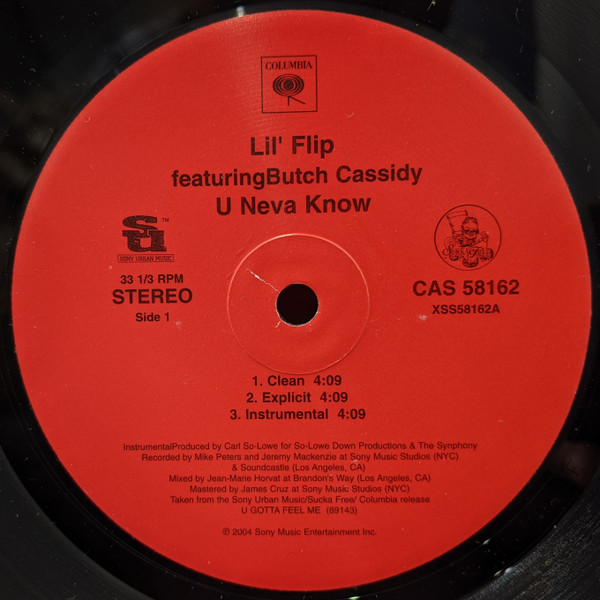 COLUMBIA
Lil' Flip
featuringButch Cassidy
U Neva Know
SU™
SONY URBAN MUSIC
33 1/3 RPM
STEREO
Side 1
CAS 58162
XSS58162A
1. Clean 4:09
2. Explicit 4:09
3. Instrumental 4:09
InstrumentalProduced by Carl So-Lowe for So-Lowe Down Productions & The Synphony
Recorded by Mike Peters and Jeremy Mackenzie at Sony Music Studios (NYC)
& Soundcastle (Los Angeles, CA)
Mixed by Jean-Marie Horvat at Brandon's Way (Los Angeles, CA)
Mastered by James Cruz at Sony Music Studios (NYC)
Taken from the Sony Urban Music/Sucka Free/ Columbia release
U GOTTA FEEL ME (89143)
℗ 2004 Sony Music Entertainment Inc.